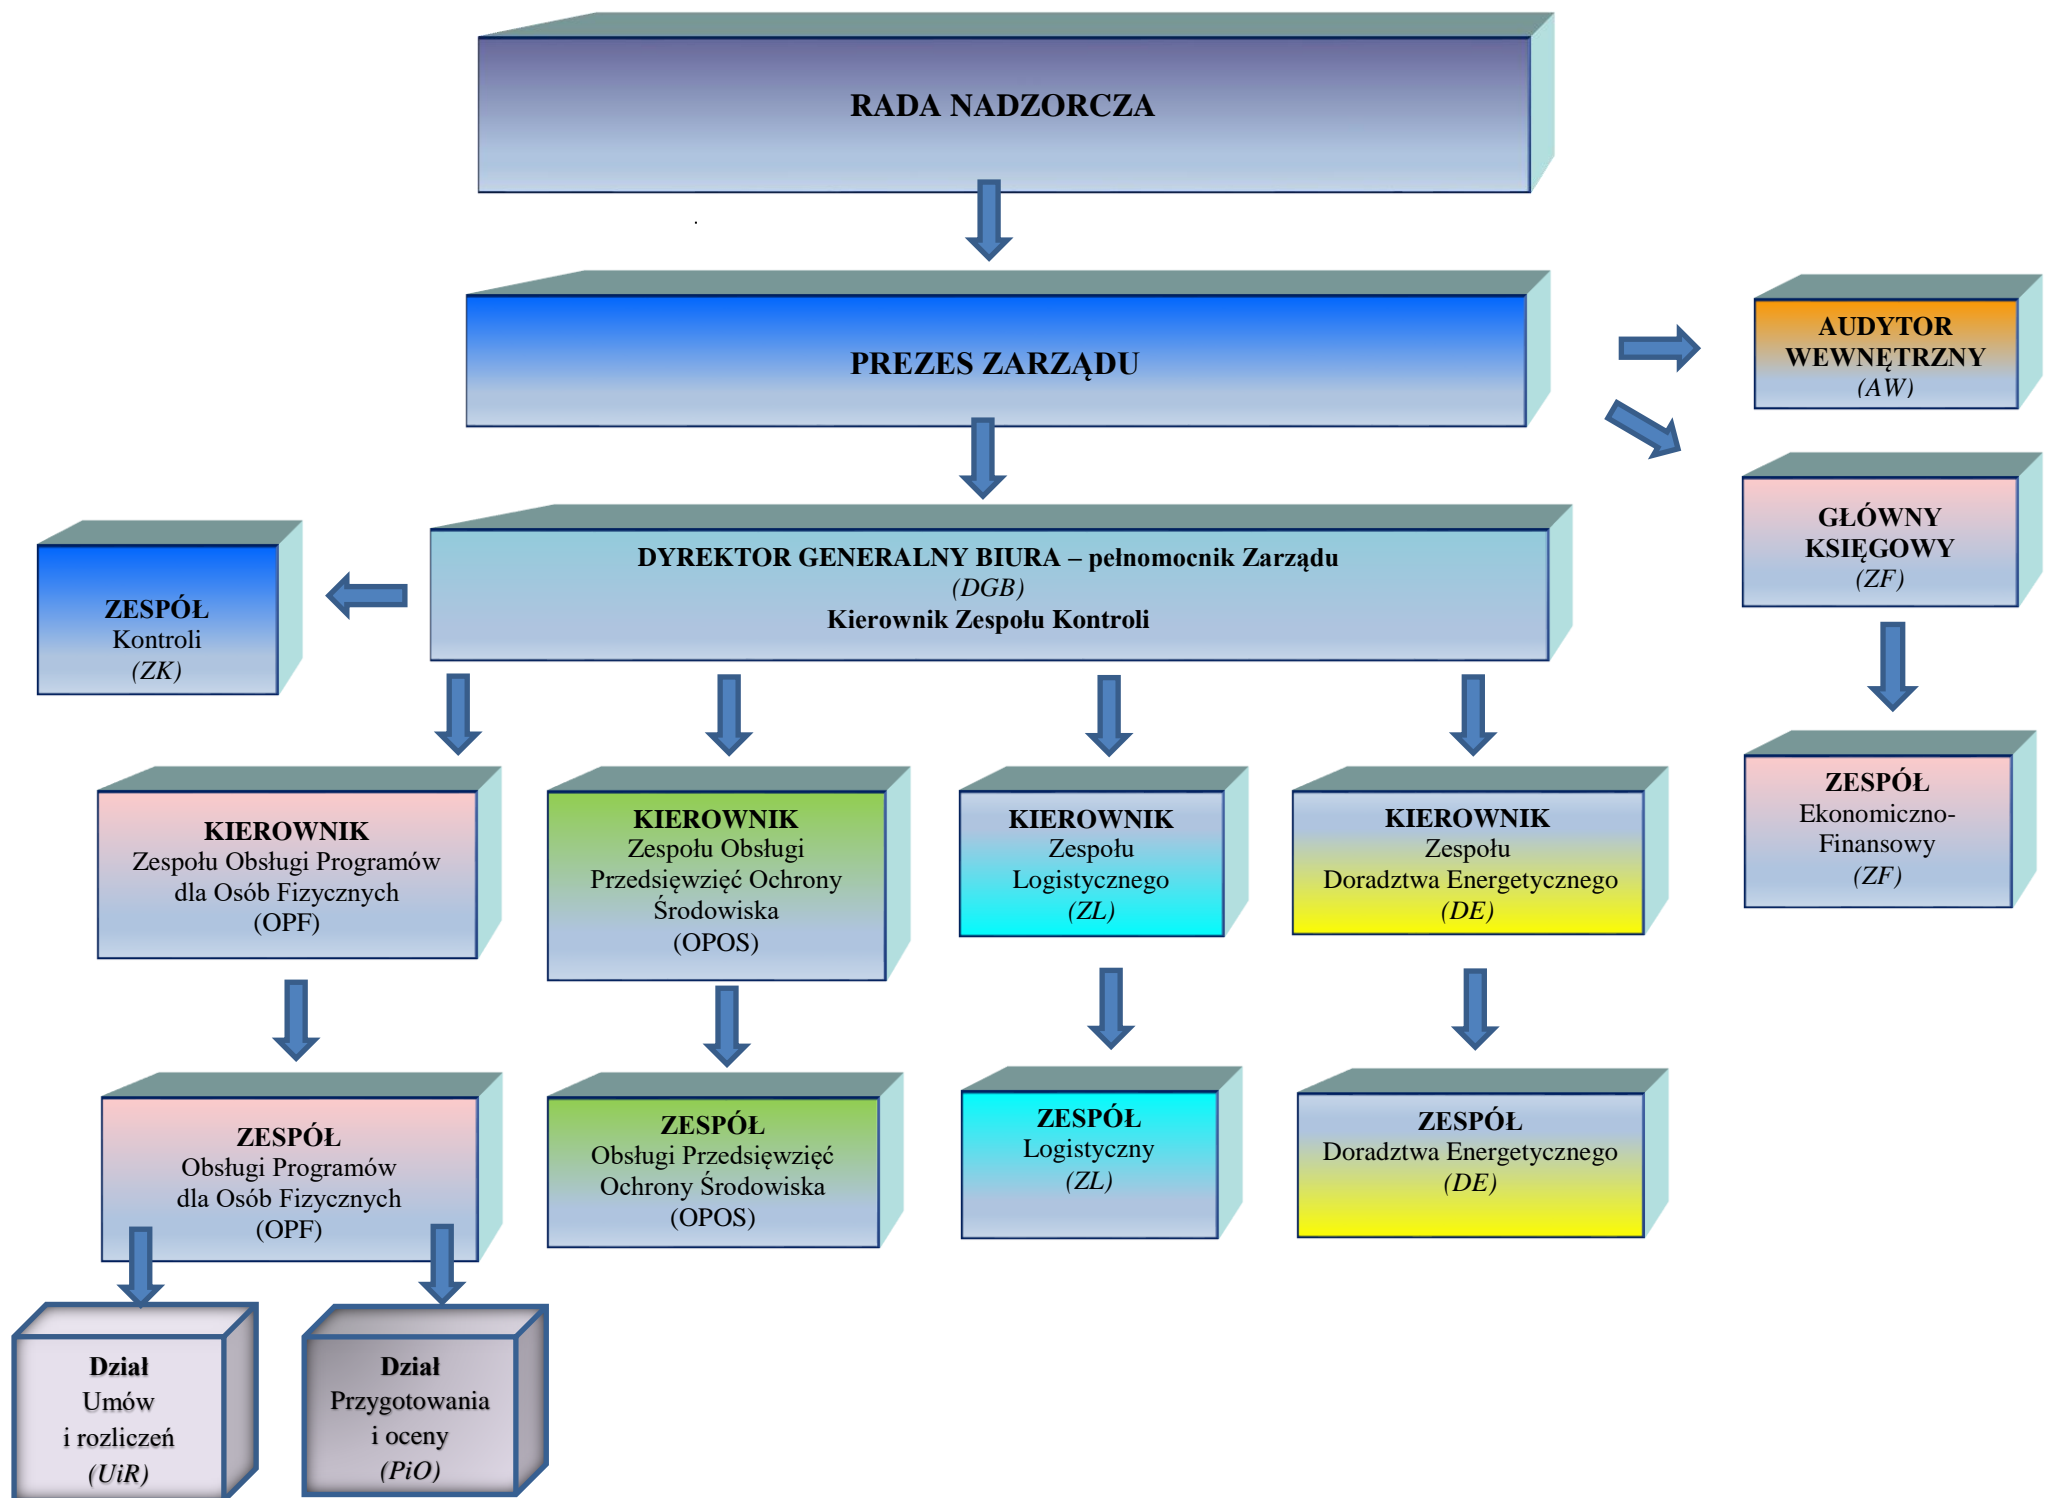 RADA NADZORCZA
PREZES ZARZĄDU
AUDYTOR
WEWNĘTRZNY
(AW)
GŁÓWNY
KSIĘGOWY
(ZF)
ZESPÓŁ
Kontroli
(ZK)
DYREKTOR GENERALNY BIURA – pełnomocnik Zarządu
(DGB)
Kierownik Zespołu Kontroli
KIEROWNIK
Zespołu Obsługi Programów
dla Osób Fizycznych
(OPF)
KIEROWNIK
Zespołu Obsługi
Przedsięwzięć Ochrony
Środowiska
(OPOS)
KIEROWNIK
Zespołu
Logistycznego
(ZL)
KIEROWNIK
Zespołu
Doradztwa Energetycznego
(DE)
ZESPÓŁ
Ekonomiczno-
Finansowy
(ZF)
ZESPÓŁ
Obsługi Programów
dla Osób Fizycznych
(OPF)
ZESPÓŁ
Obsługi Przedsięwzięć
Ochrony Środowiska
(OPOS)
ZESPÓŁ
Logistyczny
(ZL)
ZESPÓŁ
Doradztwa Energetycznego
(DE)
Dział
Umów
i rozliczeń
(UiR)
Dział
Przygotowania
i oceny
(PiO)